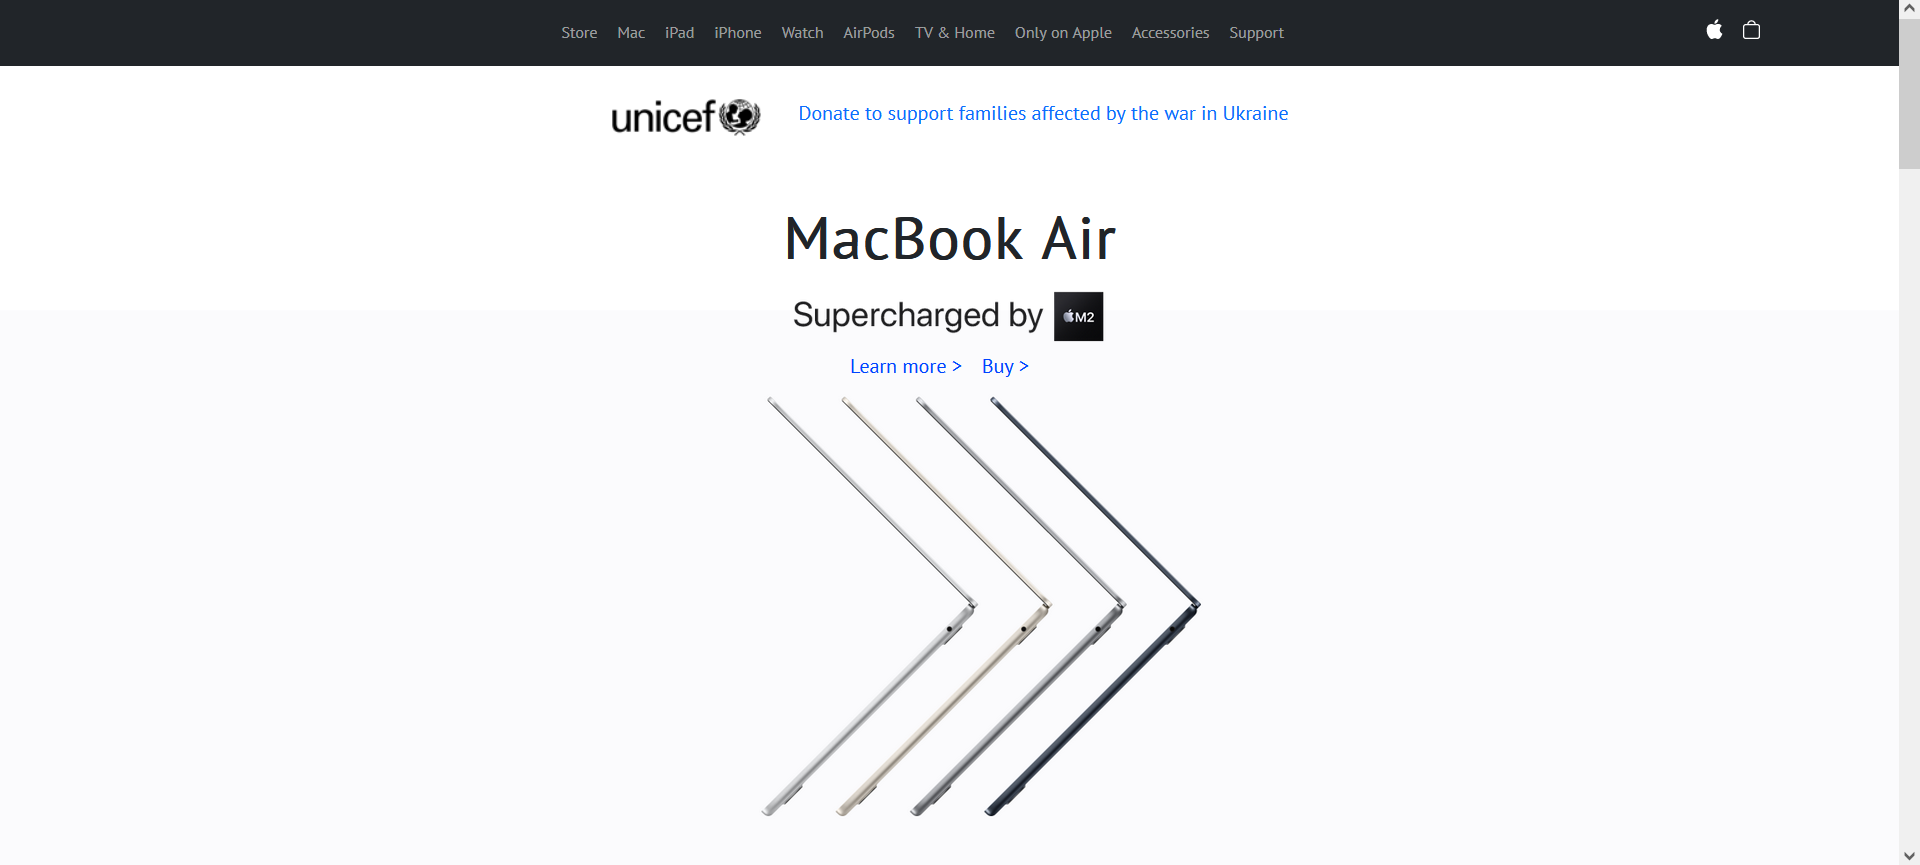 Store Mac iPad iPhone Watch AirPods TV & Home Only on Apple Accessories Support
unicef
Donate to support families affected by the war in Ukraine
MacBook Air
Supercharged by M2
Learn more > Buy >